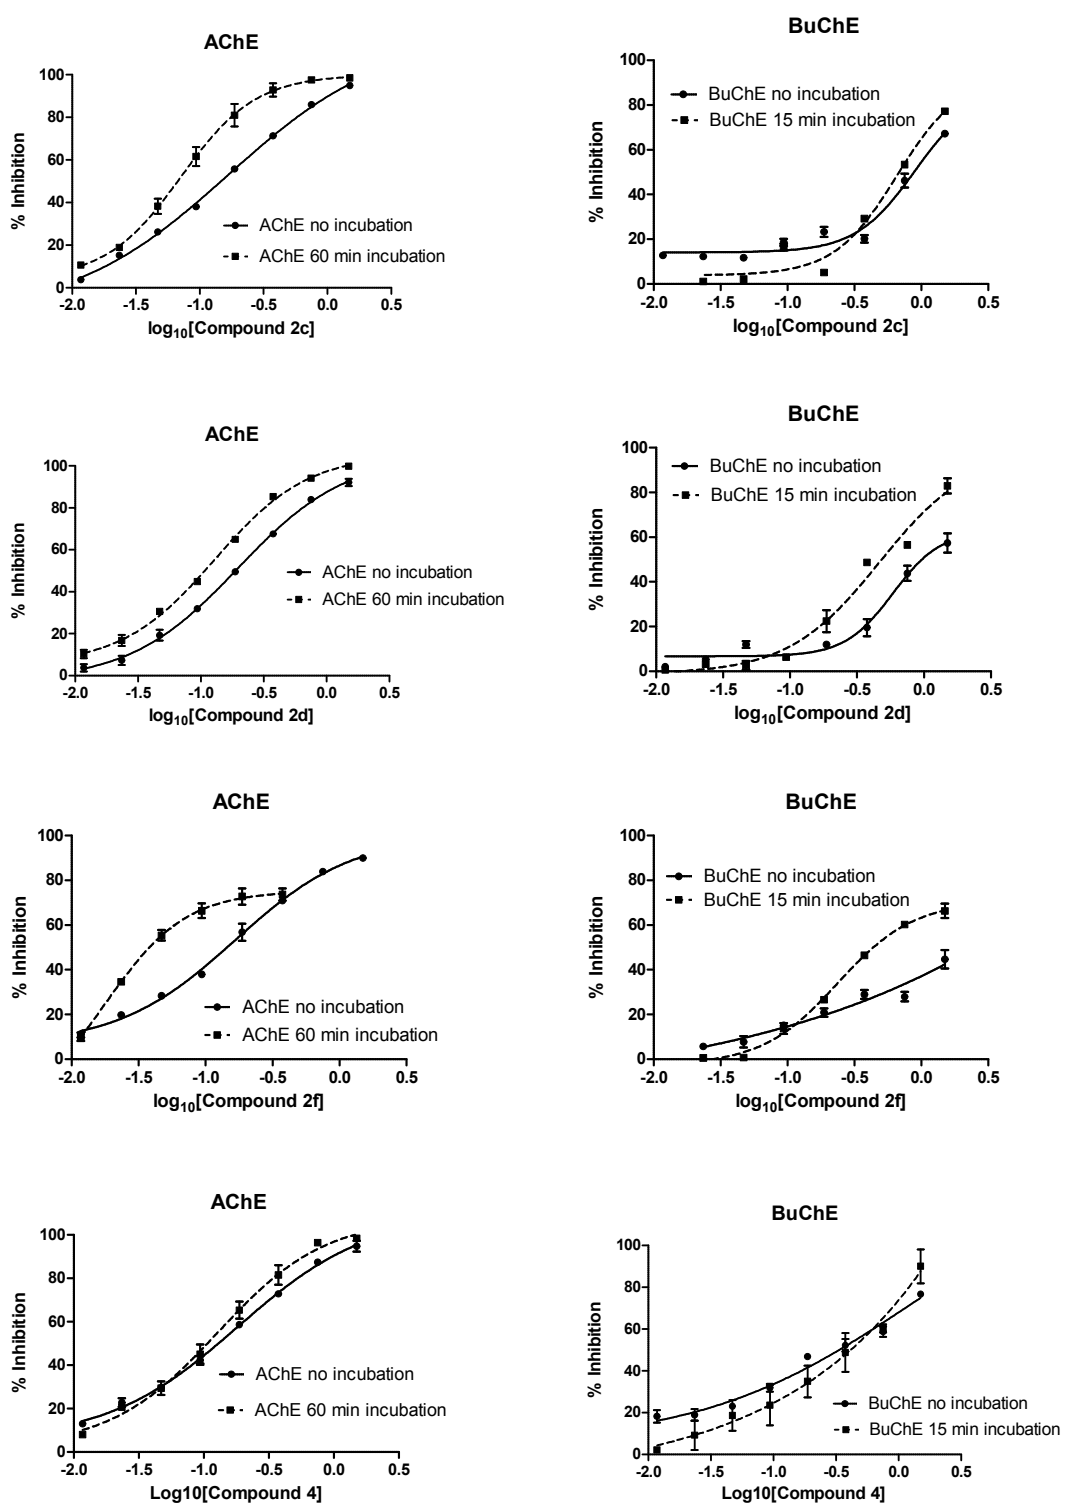 AChE
% Inhibition
100
80
60
40
20
0
-2.0 -1.5 -1.0 -0.5 0.0 0.5
AChE no incubation
AChE 60 min incubation
log10[Compound 2c]
BuChE
% Inhibition
100
80
60
40
20
0
-2.0 -1.5 -1.0 -0.5 0.0 0.5
BuChE no incubation
BuChE 15 min incubation
log10[Compound 2c]
AChE
% Inhibition
100
80
60
40
20
0
-2.0 -1.5 -1.0 -0.5 0.0 0.5
AChE no incubation
AChE 60 min incubation
log10[Compound 2d]
BuChE
% Inhibition
100
80
60
40
20
0
-2.0 -1.5 -1.0 -0.5 0.0 0.5
BuChE no incubation
BuChE 15 min incubation
log10[Compound 2d]
AChE
% Inhibition
100
80
60
40
20
0
-2.0 -1.5 -1.0 -0.5 0.0 0.5
AChE no incubation
AChE 60 min incubation
log10[Compound 2f]
BuChE
% Inhibition
100
80
60
40
20
0
-2.0 -1.5 -1.0 -0.5 0.0 0.5
BuChE no incubation
BuChE 15 min incubation
log10[Compound 2f]
AChE
% Inhibition
100
80
60
40
20
0
-2.0 -1.5 -1.0 -0.5 0.0 0.5
AChE no incubation
AChE 60 min incubation
Log10[Compound 4]
BuChE
% Inhibition
100
80
60
40
20
0
-2.0 -1.5 -1.0 -0.5 0.0 0.5
BuChE no incubation
BuChE 15 min incubation
Log10[Compound 4]